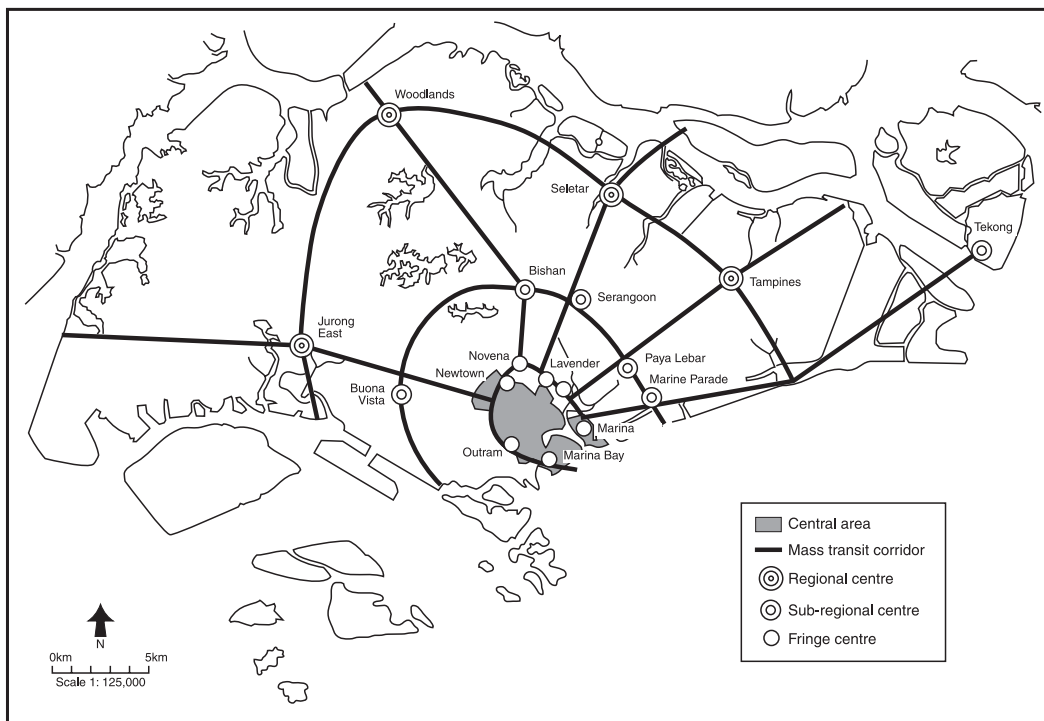 Woodlands
Seletar
Tekong
Bishan
Serangoon
Tampines
Jurong
East
Novena
Lavender
Newtown
Paya Lebar
Marine Parade
Buona
Vista
Marina
Outram
Marina Bay
Central area
Mass transit corridor
Regional centre
Sub-regional centre
Fringe centre
N
0km 5km
Scale 1: 125,000